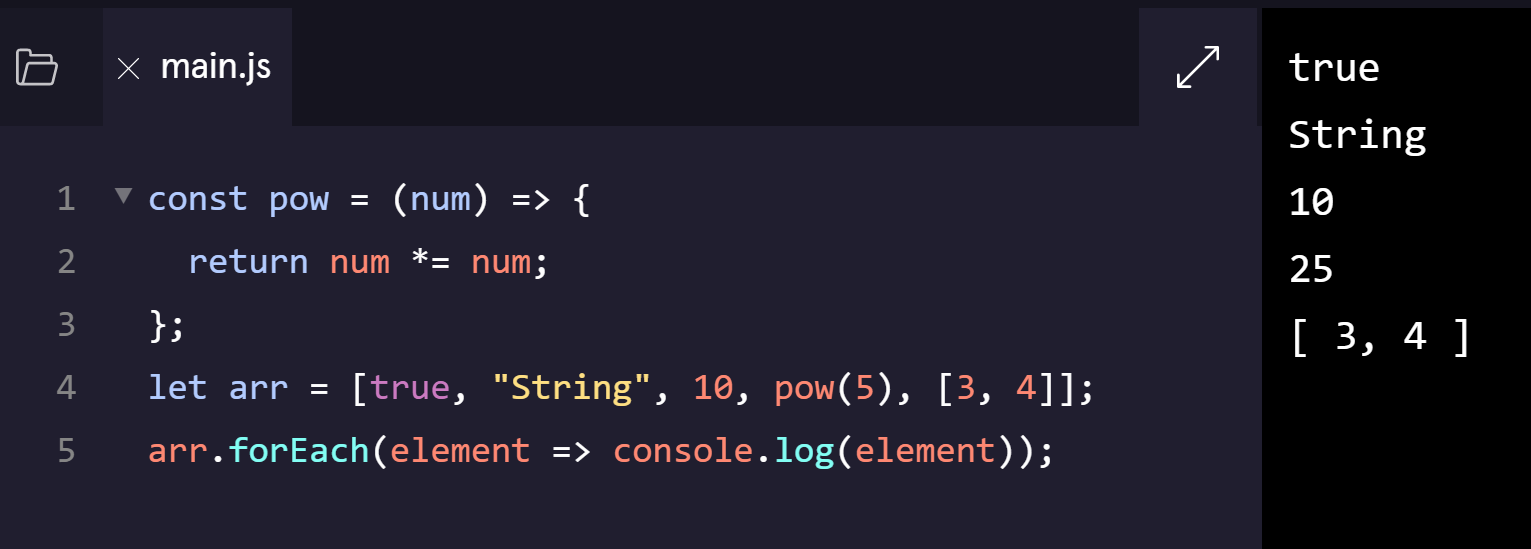 main.js
1 const pow = (num) => {
2   return num *= num;
3 };
4 let arr = [true, "String", 10, pow(5), [3, 4]];
5 arr.forEach(element => console.log(element));
true
String
10
25
[ 3, 4 ]